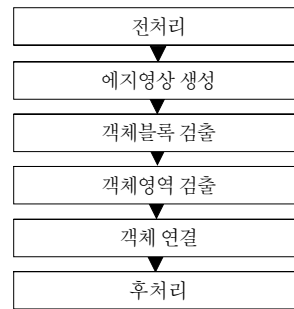 전처리
에지영상 생성
객체블록 검출
객체영역 검출
객체 연결
후처리